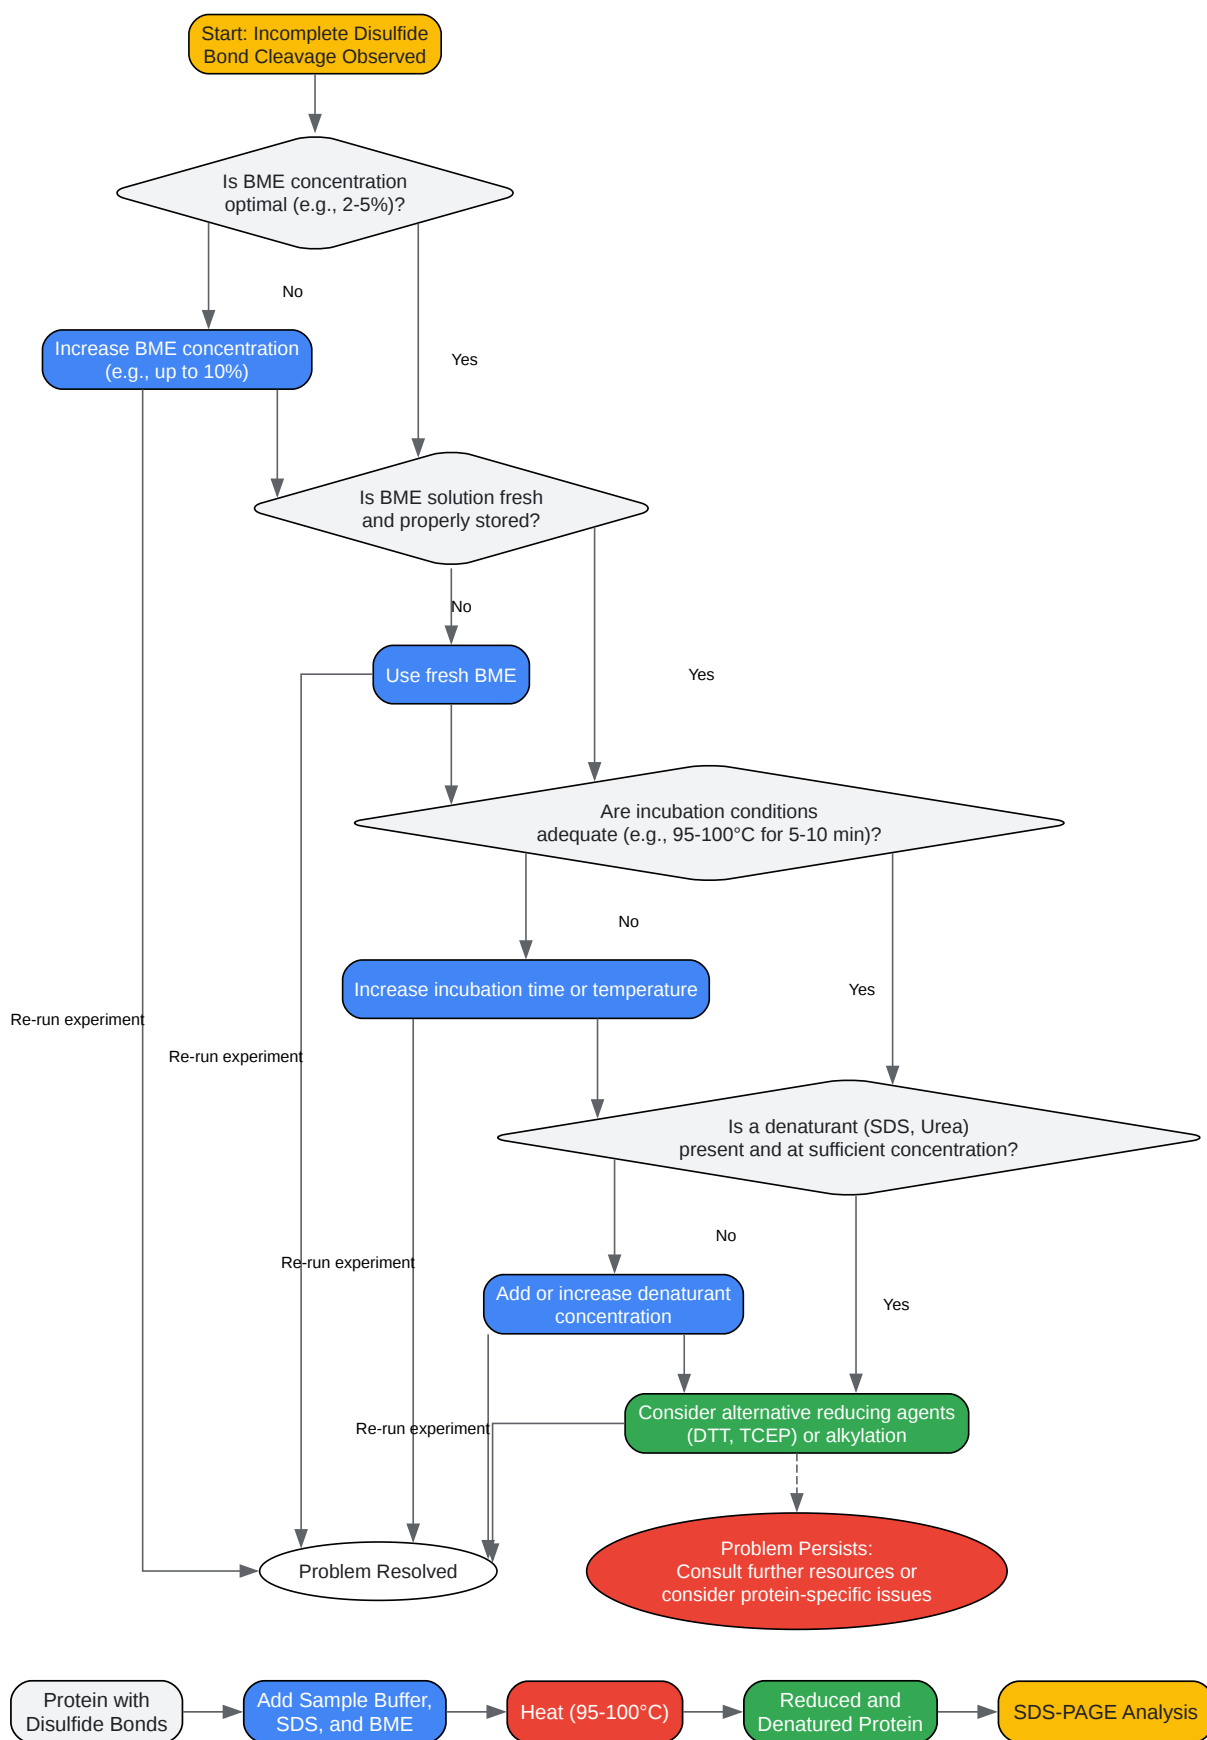 Start: Incomplete Disulfide
Bond Cleavage Observed
Is BME concentration
optimal (e.g., 2-5%)?
No
Increase BME concentration
(e.g., up to 10%)
Yes
Is BME solution fresh
and properly stored?
No
Use fresh BME
Yes
Are incubation conditions
adequate (e.g., 95-100°C for 5-10 min)?
No
Increase incubation time or temperature
Yes
Re-run experiment
Re-run experiment
Is a denaturant (SDS, Urea)
present and at sufficient concentration?
No
Re-run experiment
Add or increase denaturant
concentration
Yes
Consider alternative reducing agents
(DTT, TCEP) or alkylation
Re-run experiment
Problem Resolved
Problem Persists:
Consult further resources or
consider protein-specific issues
Protein with
Disulfide Bonds
Add Sample Buffer,
SDS, and BME
Heat (95-100°C)
Reduced and
Denatured Protein
SDS-PAGE Analysis